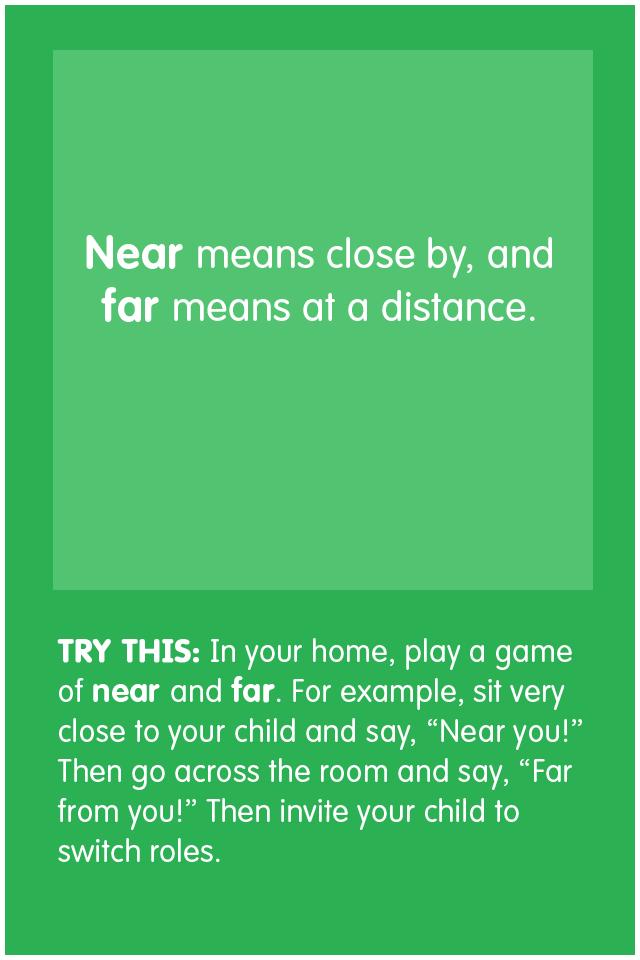 Near means close by, and
far means at a distance.
TRY THIS: In your home, play a game
of near and far. For example, sit very
close to your child and say, “Near you!”
Then go across the room and say, “Far
from you!” Then invite your child to
switch roles.